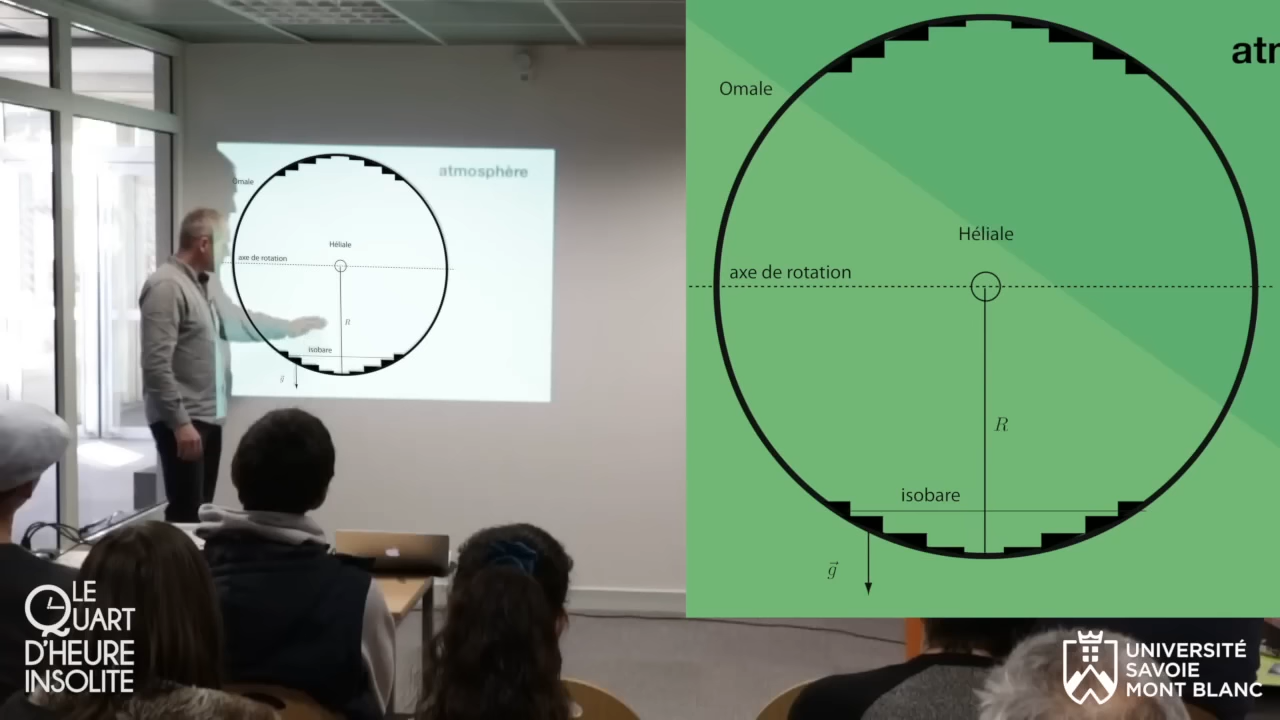 atmosphère
Omale
Héliale
axe de rotation
R
isobare
g
LE
QUART
D'HEURE
INSOLITE
atm
Omale
Héliale
axe de rotation
R
isobare
g
UNIVERSITÉ
SAVOIE
MONT BLANC